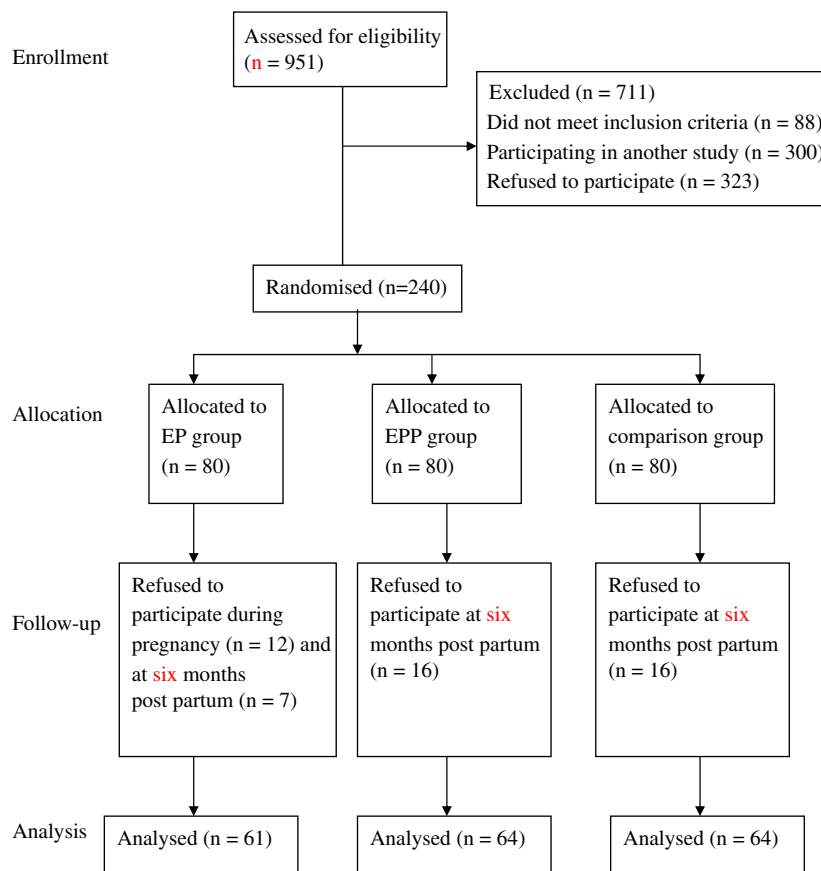 Enrollment
Assessed for eligibility
(n = 951)
Excluded (n = 711)
Did not meet inclusion criteria (n = 88)
Participating in another study (n = 300)
Refused to participate (n = 323)
Randomised (n=240)
Allocation
Allocated to
EP group
(n = 80)
Allocated to
EPP group
(n = 80)
Allocated to
comparison group
(n = 80)
Follow-up
Refused to
participate during
pregnancy (n = 12) and
at six months
post partum (n = 7)
Refused to
participate at six
months post partum
(n = 16)
Refused to
participate at six
months post partum
(n = 16)
Analysis
Analysed (n = 61)
Analysed (n = 64)
Analysed (n = 64)